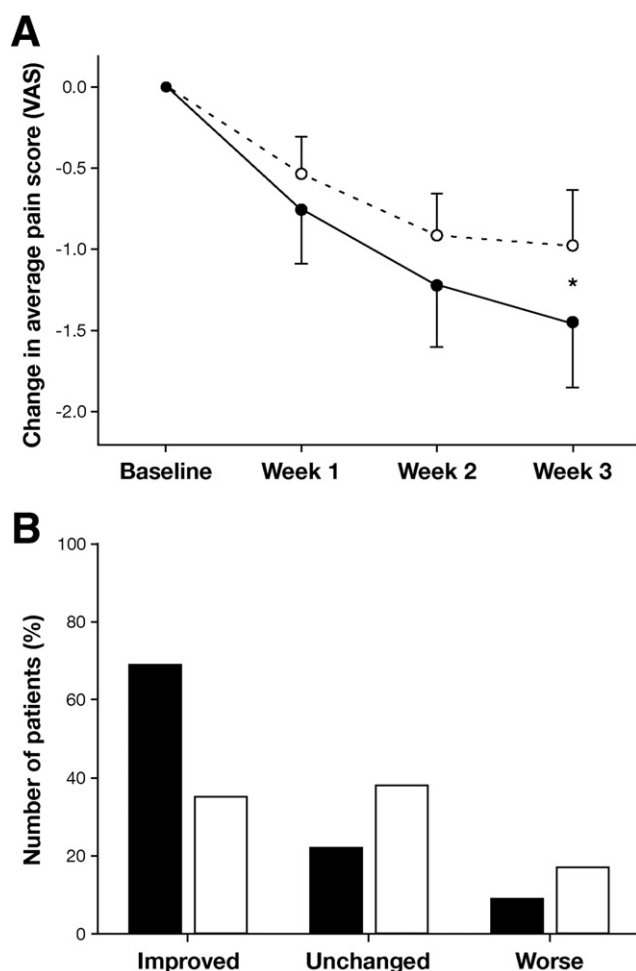 A
Change in average pain score (VAS)
0.0
-0.5
-1.0
-1.5
-2.0
*
Baseline Week 1 Week 2 Week 3
B
Number of patients (%)
100
80
60
40
20
0
Improved Unchanged Worse